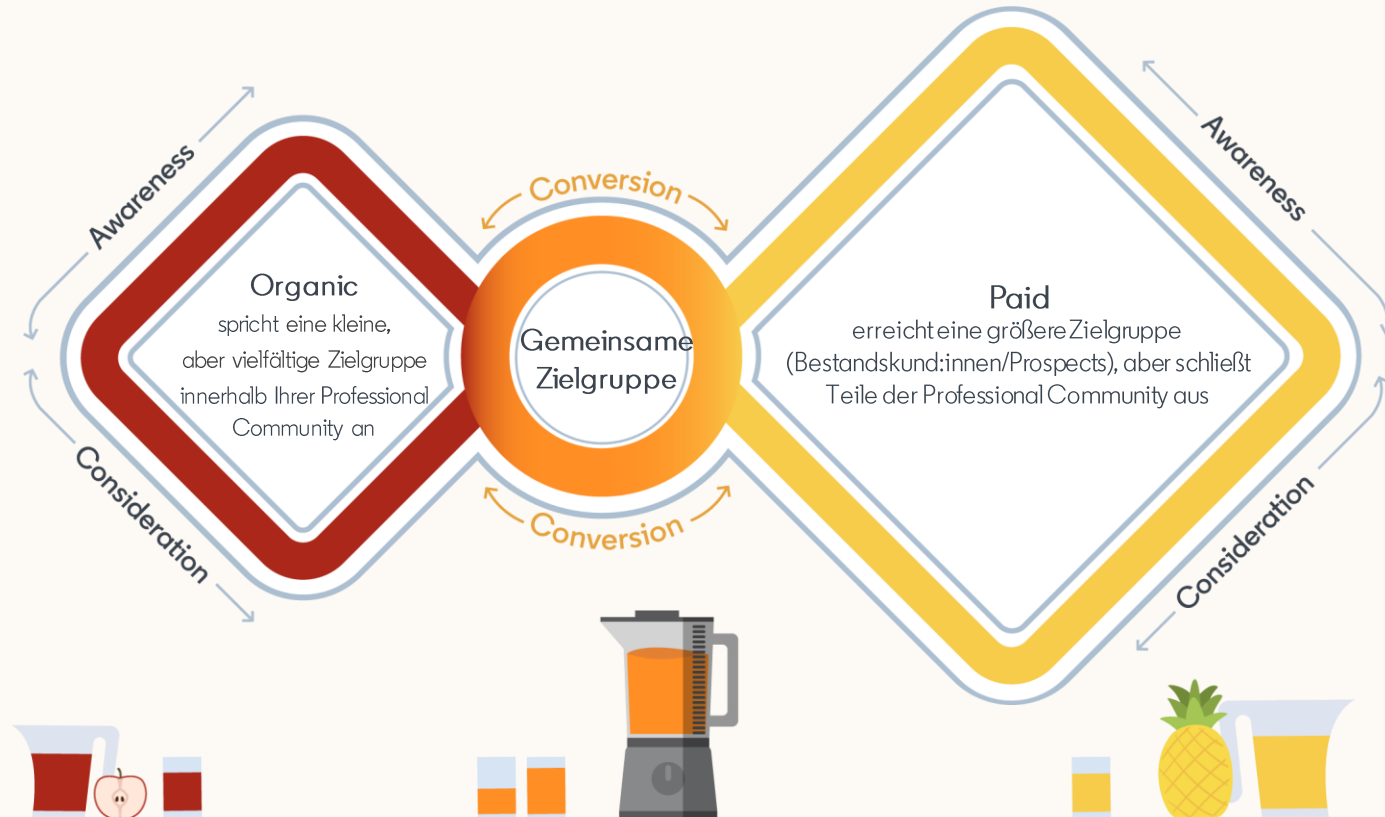 Awareness
Consideration
Organic
spricht eine kleine,
aber vielfältige Zielgruppe
innerhalb Ihrer Professional
Community an
Conversion
Gemeinsame
Zielgruppe
Conversion
Paid
erreicht eine größere Zielgruppe
(Bestandskund:innen/Prospects), aber schließt
Teile der Professional Community aus
Awareness
Consideration